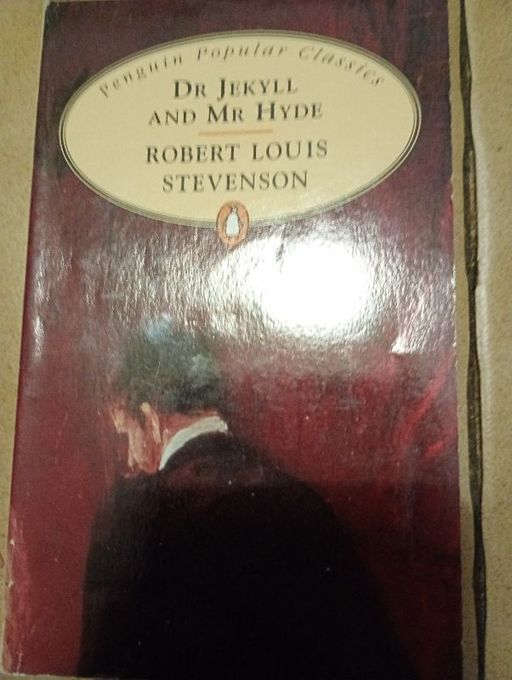 Penguin Popular Classics
DR JEKYLL
AND MR HYDE
ROBERT LOUIS
STEVENSON